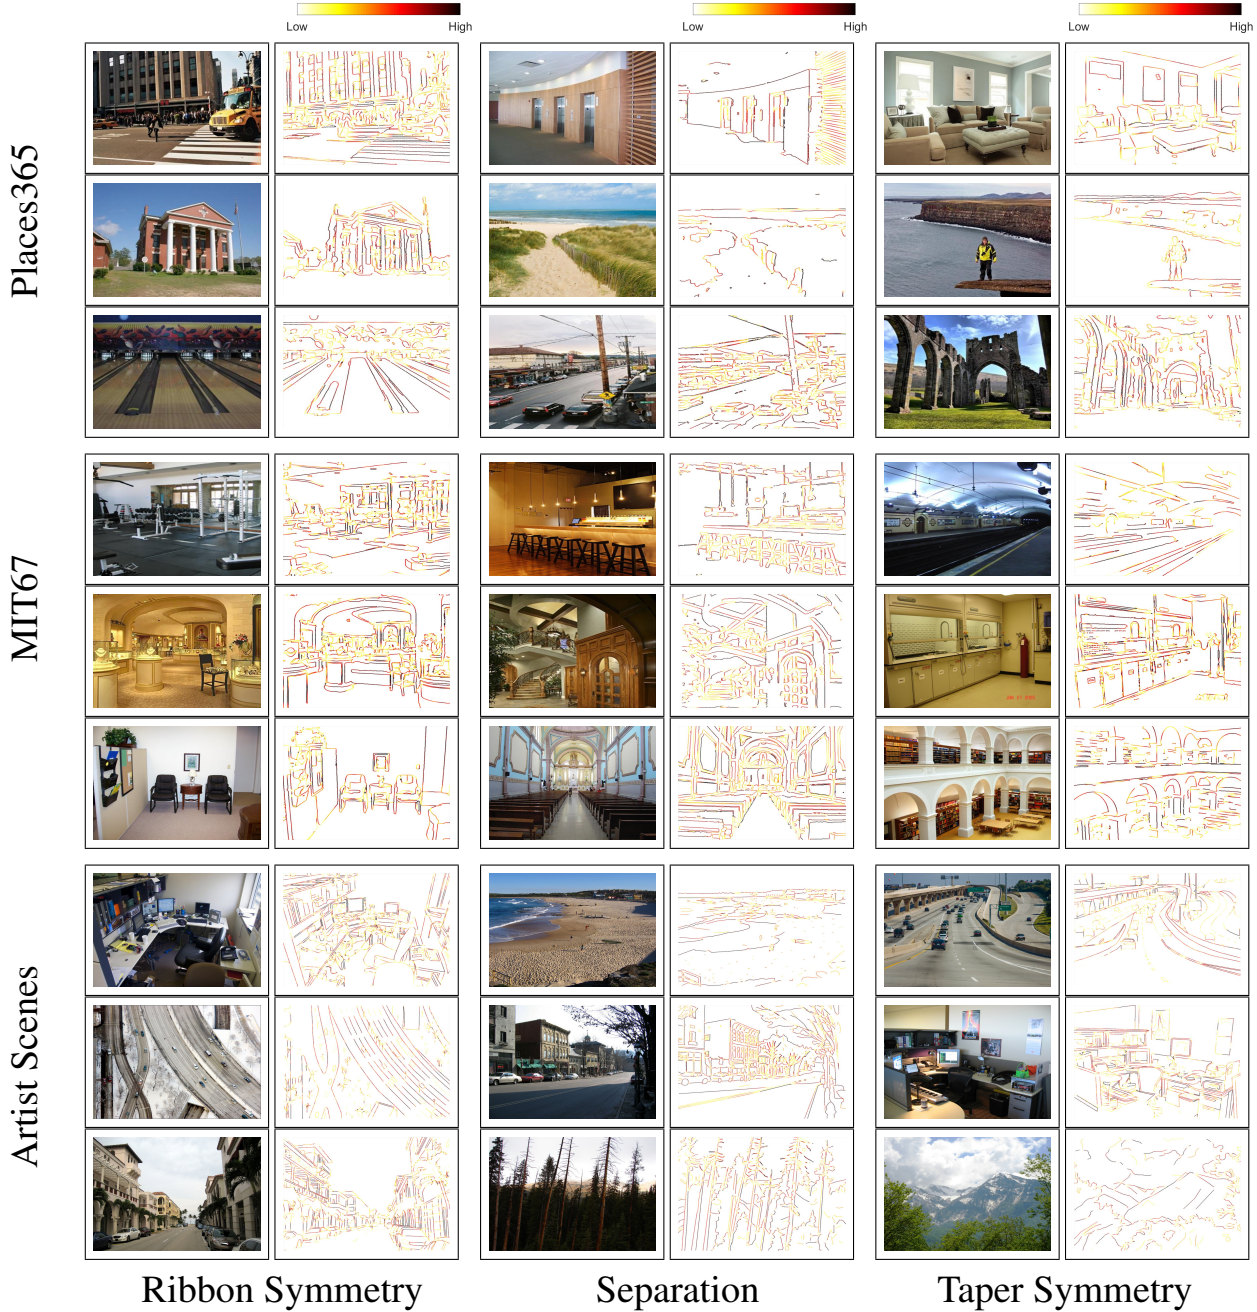 Low High Low High Low High
Places365
MIT67
Artist Scenes
Ribbon Symmetry Separation Taper Symmetry